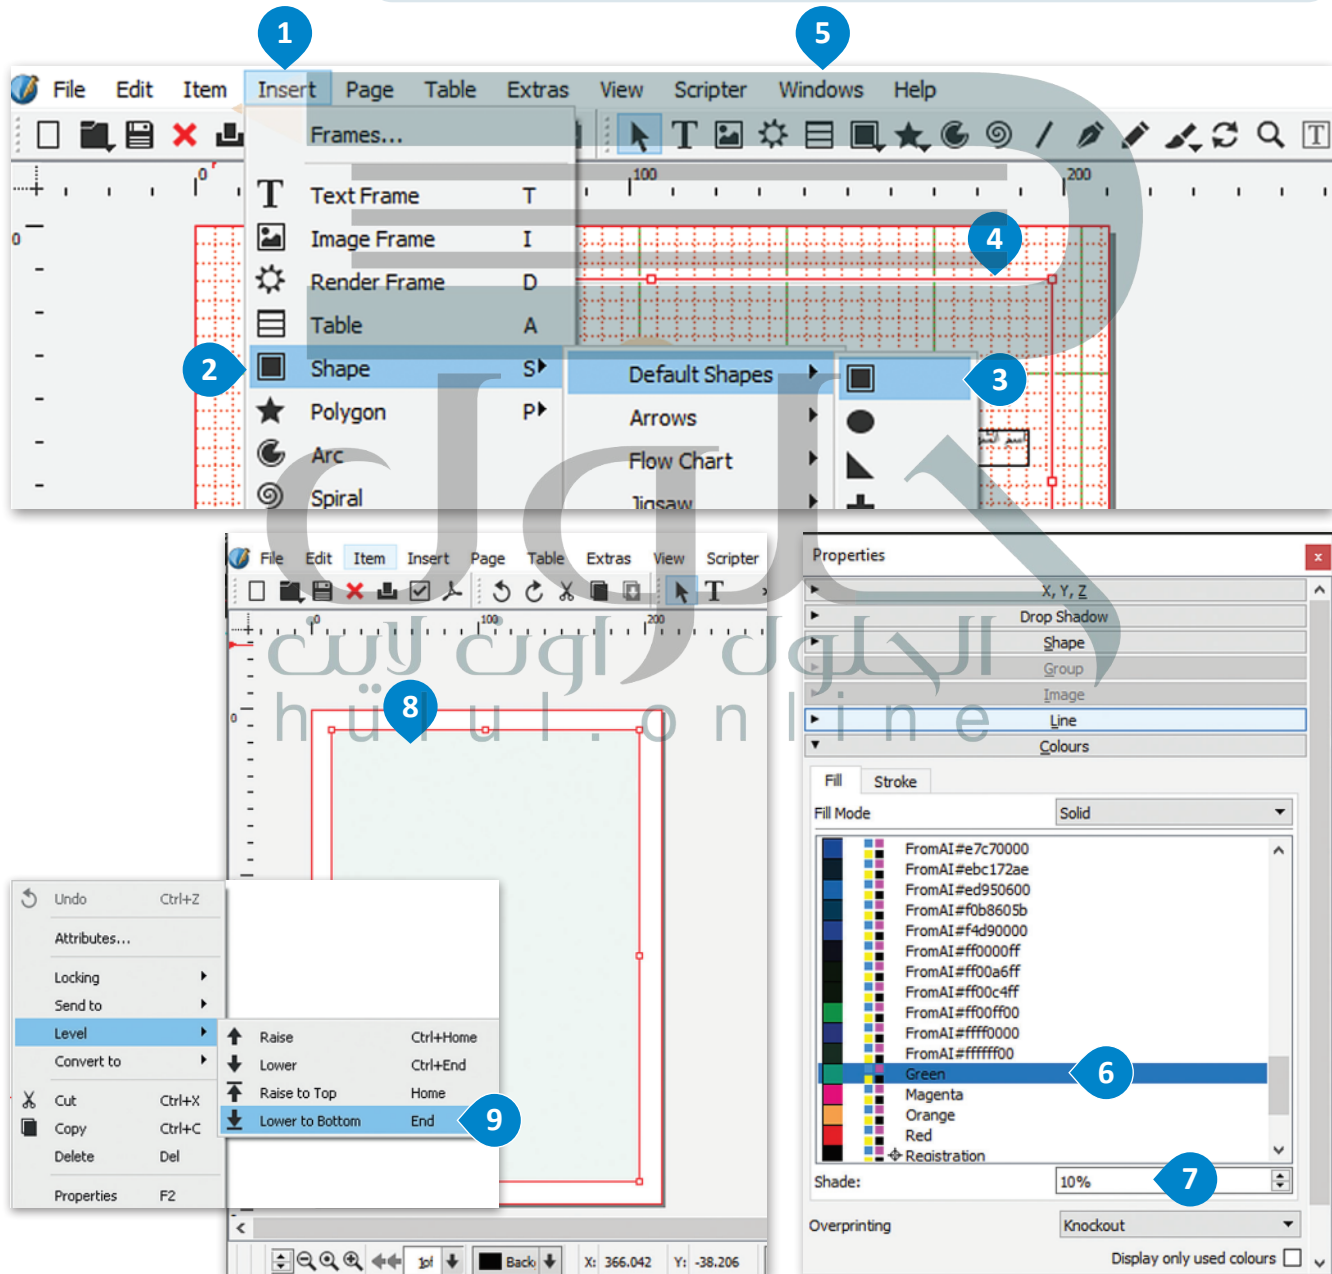 1
5
File Edit Item Insert Page Table Extras View Scripter Windows Help
Frames...
0 100 200
Text Frame T
0
Image Frame I
4
Render Frame D
Table A
2
Shape S
Default Shapes
3
Polygon P
Arrows
Arc
Flow Chart
Spiral
Jigsaw
File Edit Item Insert Page Table Extras View Scripter
0 100 200
8
0
Undo Ctrl+Z
Attributes...
Locking
Send to
Level
Convert to
Cut Ctrl+X
Copy Ctrl+C
Delete Del
Properties F2
Raise Ctrl+Home
Lower Ctrl+End
Raise to Top Home
Lower to Bottom End
9
1of
Back
X: 366.042 Y: -38.206
Properties
X, Y, Z
Drop Shadow
Shape
Group
Image
Line
Colours
Fill Stroke
Fill Mode Solid
FromAI#e7c70000
FromAI#ebc172ae
FromAI#ed950600
FromAI#f0b8605b
FromAI#f4d90000
FromAI#ff0000ff
FromAI#ff00a6ff
FromAI#ff00c4ff
FromAI#ff00ff00
FromAI#ffff0000
FromAI#ffffff00
Green
6
Magenta
Orange
Red
Registration
Shade: 10%
7
Overprinting Knockout
Display only used colours
حلول
الحلول اون لاين
hülul.online